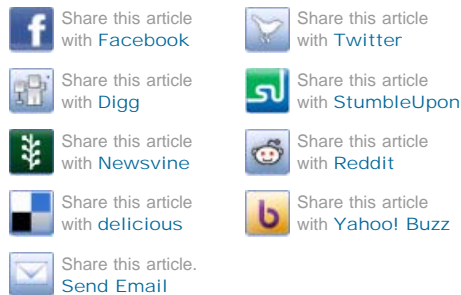 Share this article
with Facebook
Share this article
with Twitter
Share this article
with Digg
Share this article
with StumbleUpon
Share this article
with Newsvine
Share this article
with Reddit
Share this article
with delicious
Share this article
with Yahoo! Buzz
Share this article.
Send Email